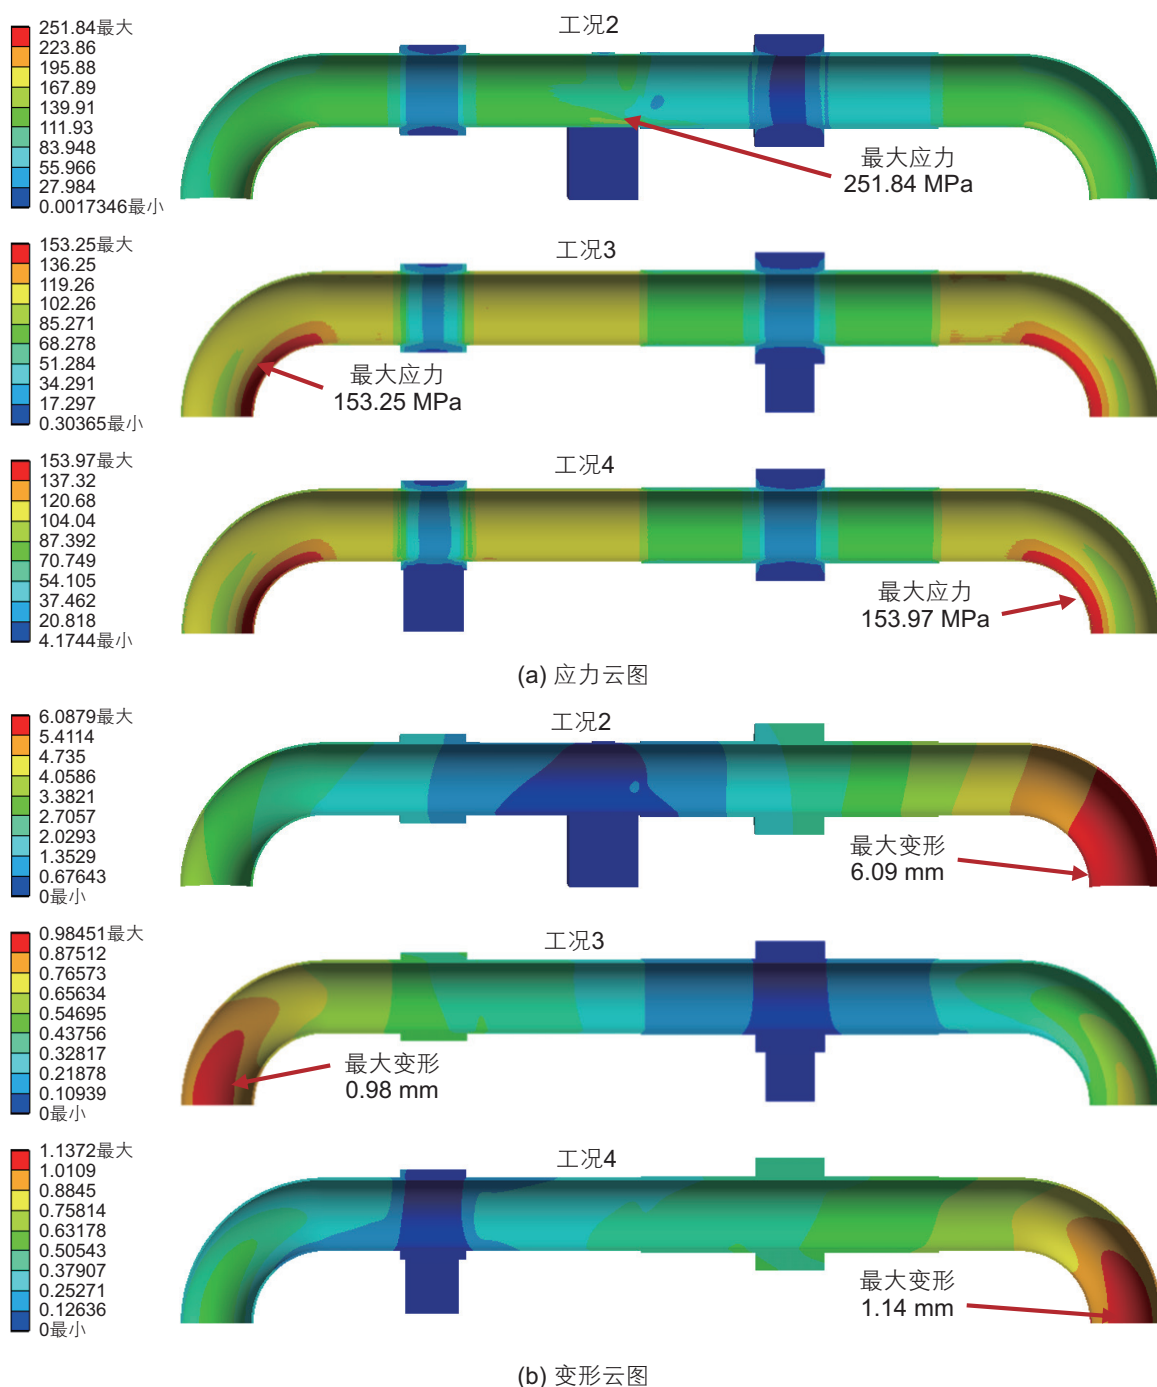 工况2
251.84最大
223.86
195.88
167.89
139.91
111.93
83.948
55.966
27.984
0.0017346最小
最大应力
251.84 MPa
工况3
153.25最大
136.25
119.26
102.26
85.271
68.278
51.284
34.291
17.297
0.30365最小
最大应力
153.25 MPa
工况4
153.97最大
137.32
120.68
104.04
87.392
70.749
54.105
37.462
20.818
4.1744最小
最大应力
153.97 MPa
(a) 应力云图
工况2
6.0879最大
5.4114
4.735
4.0586
3.3821
2.7057
2.0293
1.3529
0.67643
0最小
最大变形
6.09 mm
工况3
0.98451最大
0.87512
0.76573
0.65634
0.54695
0.43756
0.32817
0.21878
0.10939
0最小
最大变形
0.98 mm
工况4
1.1372最大
1.0109
0.8845
0.75814
0.63178
0.50543
0.37907
0.25271
0.12636
0最小
最大变形
1.14 mm
(b) 变形云图